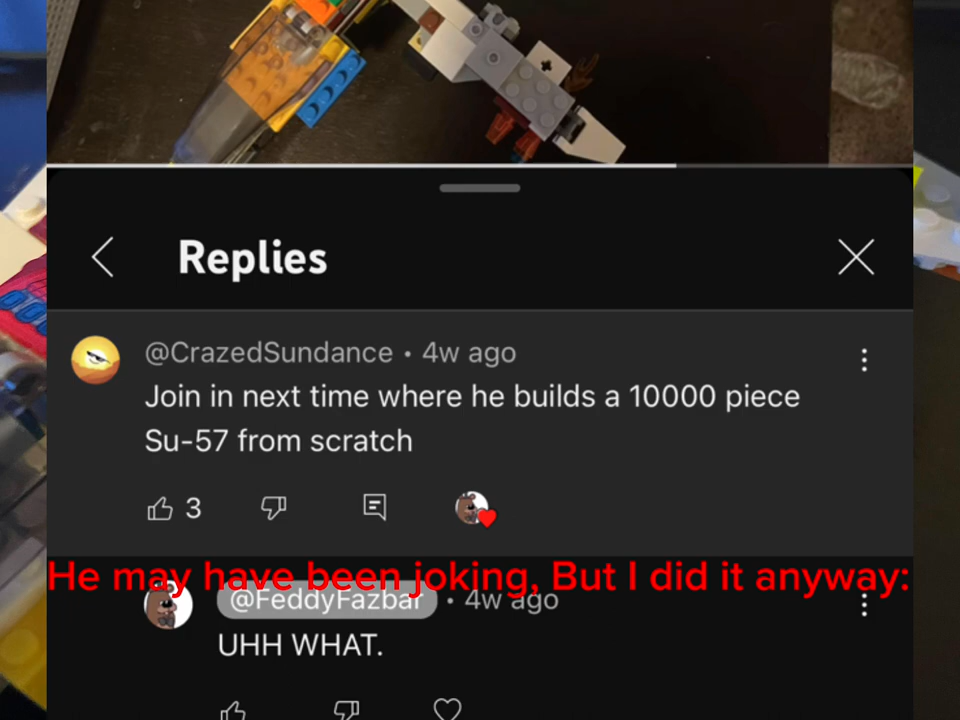 Replies
@CrazedSundance • 4w ago
Join in next time where he builds a 10000 piece
Su-57 from scratch
3
He may have been joking, But I did it anyway:
@FeddyFazbar • 4w ago
UHH WHAT.